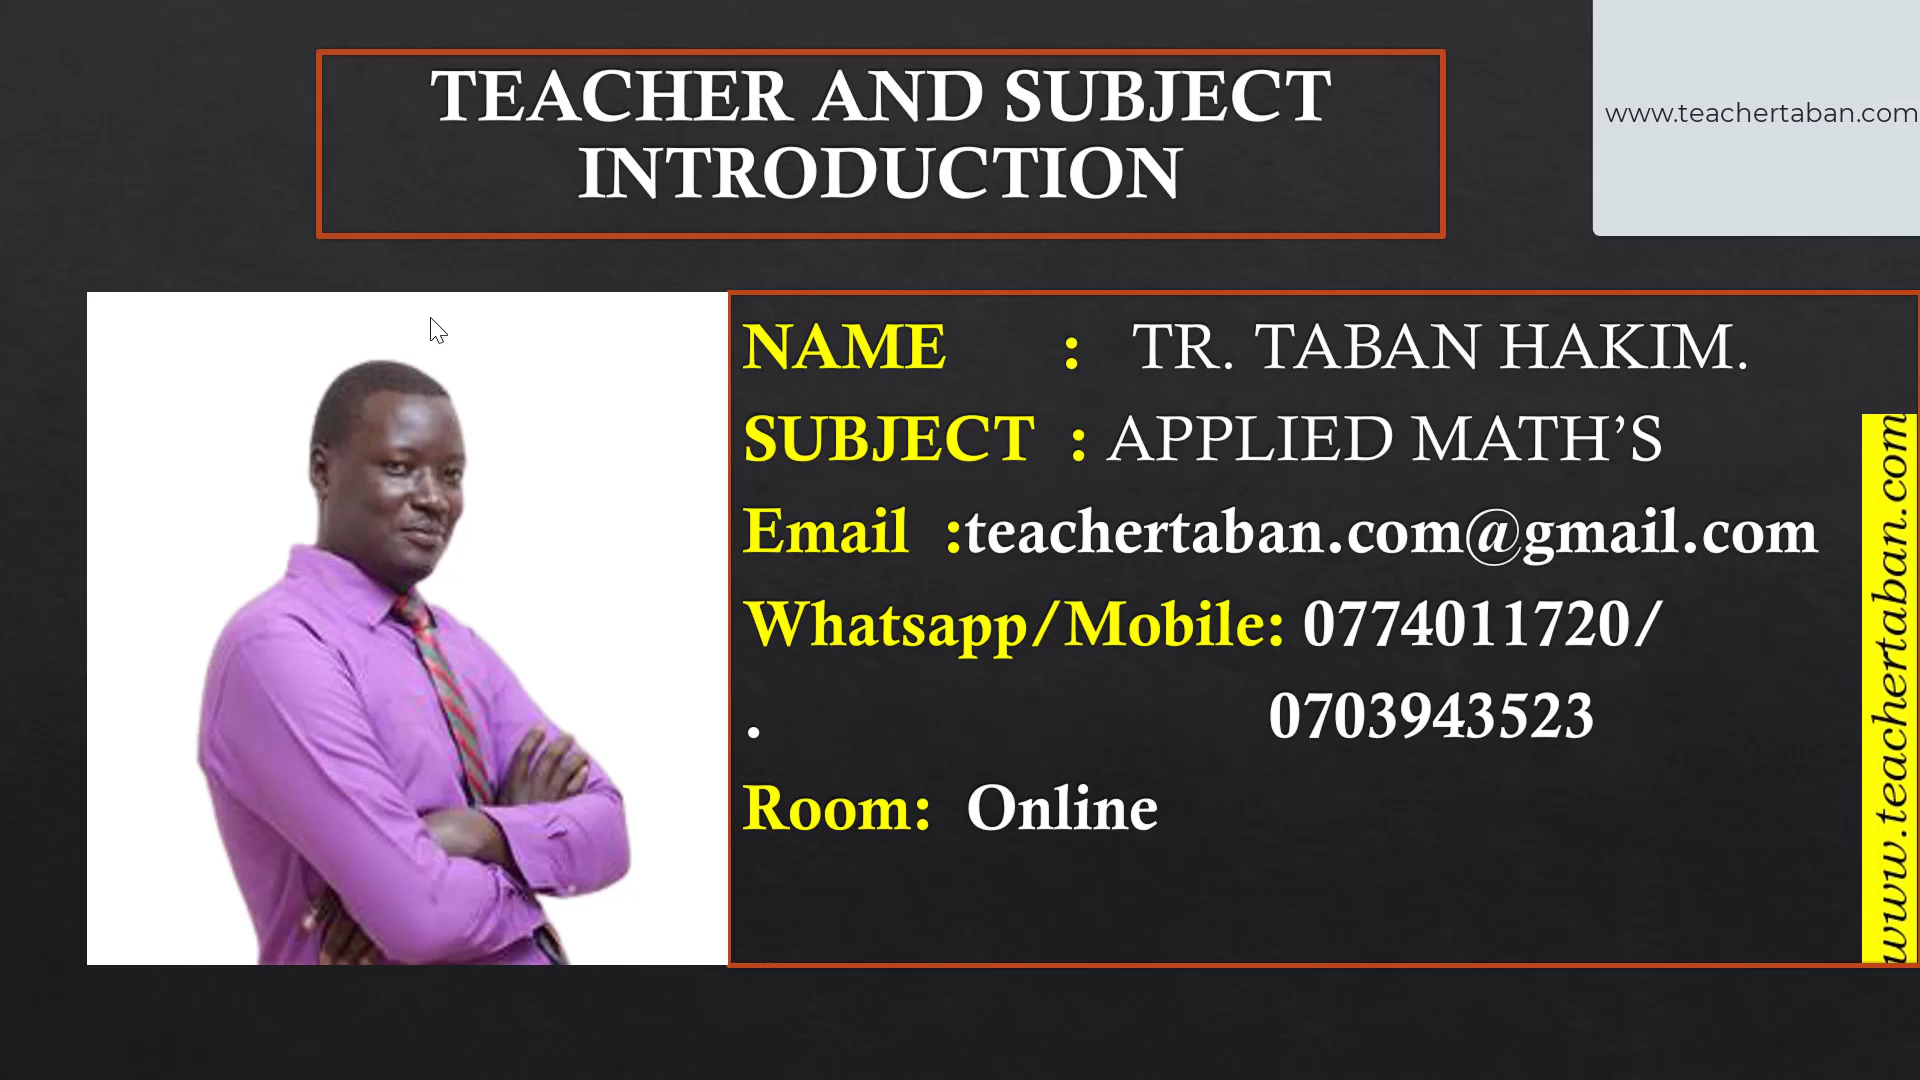 TEACHER AND SUBJECT
INTRODUCTION
www.teachertaban.com
NAME : TR. TABAN HAKIM.
SUBJECT : APPLIED MATH’S
Email :teachertaban.com@gmail.com
Whatsapp/Mobile: 0774011720/
. 0703943523
Room: Online
www.teachertaban.com